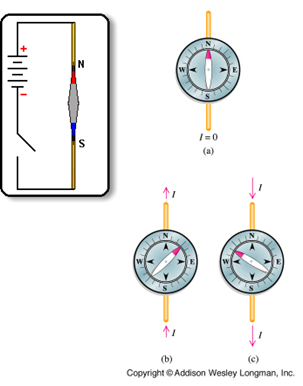 +
N
−
S
N
W E
S
I = 0
(a)
I
I
N
W E
S
N
W E
S
I
I
(b)
(c)
Copyright © Addison Wesley Longman, Inc.